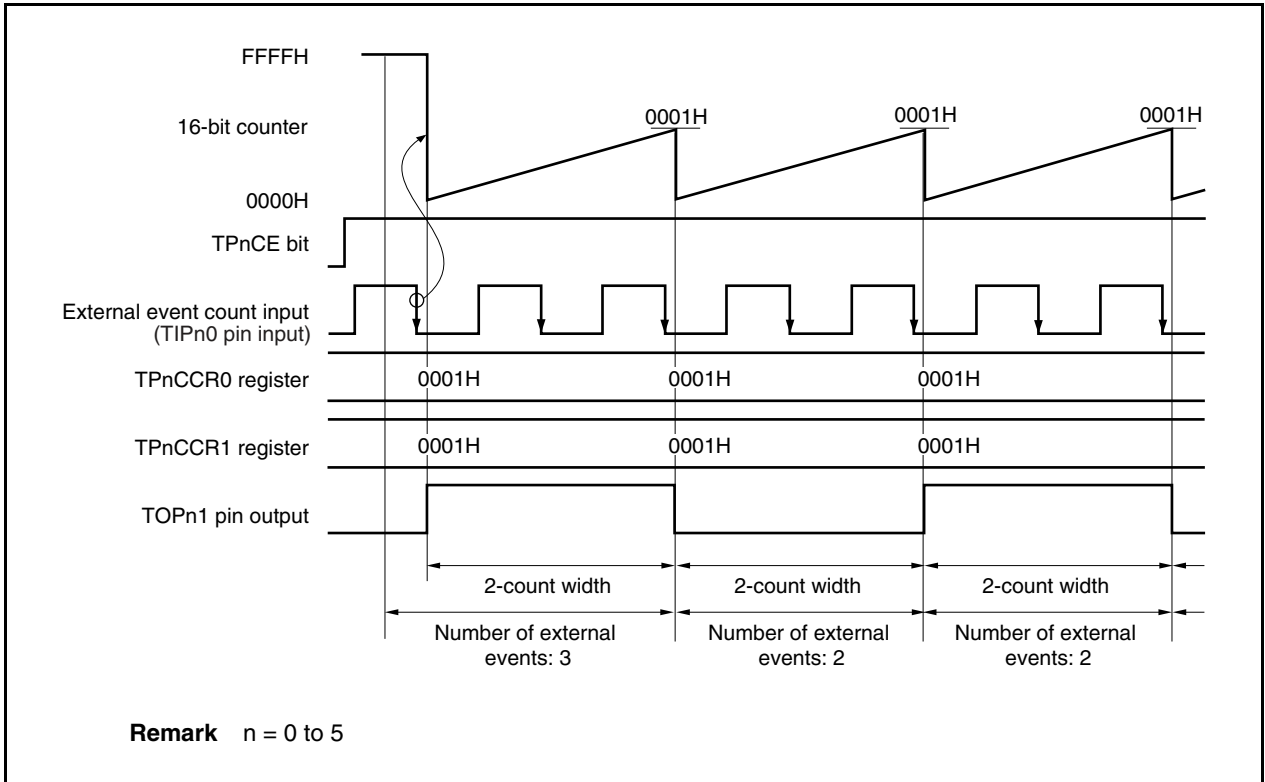 FFFFH
16-bit counter
0001H 0001H 0001H
0000H
TPnCE bit
External event count input
(TIPn0 pin input)
TPnCCR0 register 0001H 0001H 0001H
TPnCCR1 register 0001H 0001H 0001H
TOPn1 pin output
2-count width 2-count width 2-count width
Number of external events: 3
Number of external events: 2
Number of external events: 2
Remark n = 0 to 5